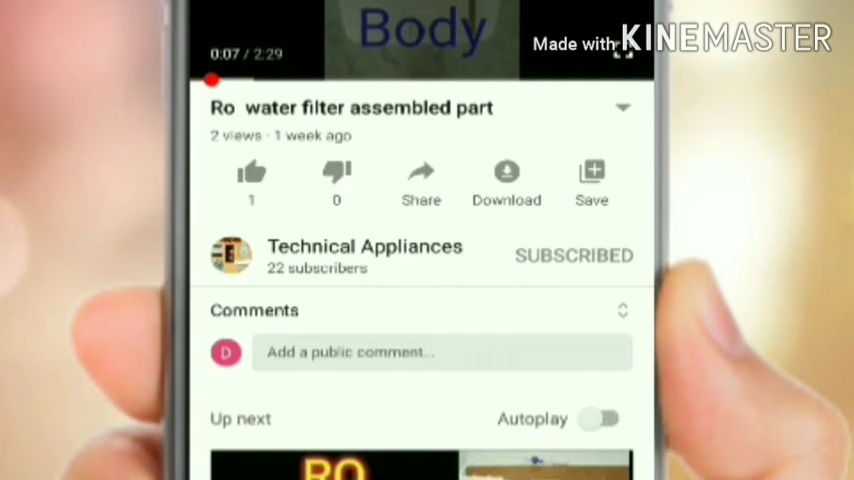 Body
Made with KINEMASTER
0:07 / 2:29
Ro water filter assembled part
2 views · 1 week ago
1 0 Share Download Save
Technical Appliances
22 subscribers
SUBSCRIBED
Comments
D
Add a public comment...
Up next
Autoplay
RO